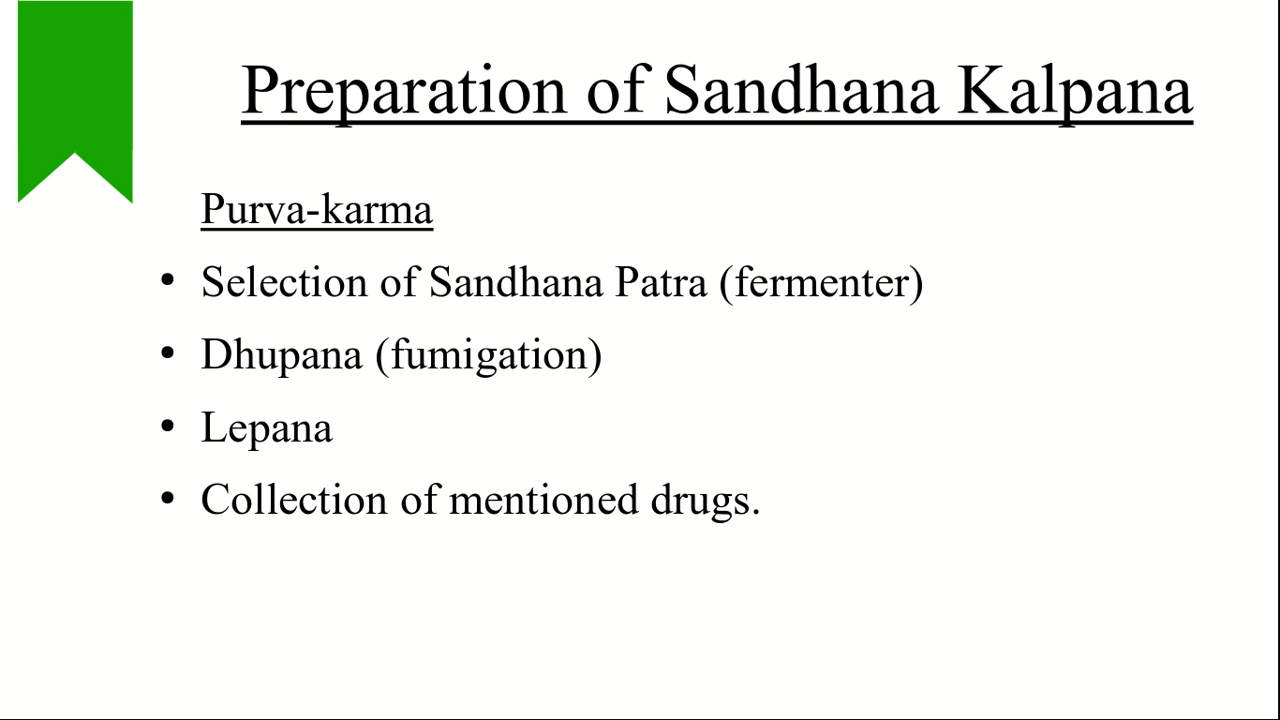 Preparation of Sandhana Kalpana
Purva-karma
• Selection of Sandhana Patra (fermenter)
• Dhupana (fumigation)
• Lepana
• Collection of mentioned drugs.